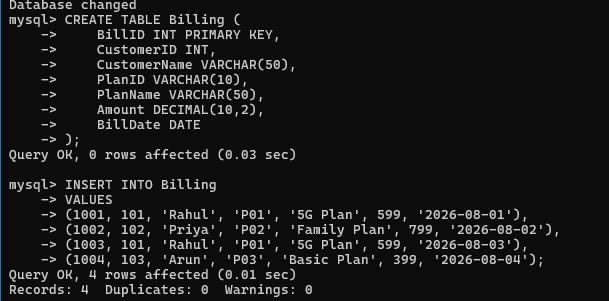 Database changed
mysql> CREATE TABLE Billing (
    ->     BillID INT PRIMARY KEY,
    ->     CustomerID INT,
    ->     CustomerName VARCHAR(50),
    ->     PlanID VARCHAR(10),
    ->     PlanName VARCHAR(50),
    ->     Amount DECIMAL(10,2),
    ->     BillDate DATE
    -> );
Query OK, 0 rows affected (0.03 sec)

mysql> INSERT INTO Billing
    -> VALUES
    -> (1001, 101, 'Rahul', 'P01', '5G Plan', 599, '2026-08-01'),
    -> (1002, 102, 'Priya', 'P02', 'Family Plan', 799, '2026-08-02'),
    -> (1003, 101, 'Rahul', 'P01', '5G Plan', 599, '2026-08-03'),
    -> (1004, 103, 'Arun', 'P03', 'Basic Plan', 399, '2026-08-04');
Query OK, 4 rows affected (0.01 sec)
Records: 4  Duplicates: 0  Warnings: 0